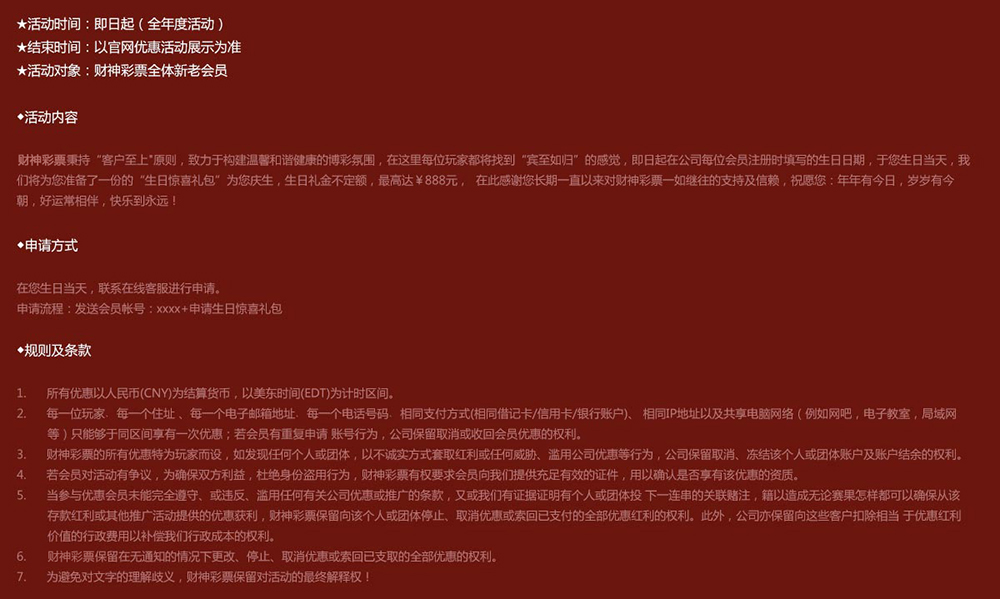 ★活动时间：即日起（全年度活动）
★结束时间：以官网优惠活动展示为准
★活动对象：财神彩票全体新老会员
◆活动内容
财神彩票秉持“客户至上"原则，致力于构建温馨和谐健康的博彩氛围，在这里每位玩家都将找到“宾至如归”的感觉，即日起在公司每位会员注册时填写的生日日期，于您生日当天，我
们将为您准备了一份的“生日惊喜礼包”为您庆生，生日礼金不定额，最高达￥888元， 在此感谢您长期一直以来对财神彩票一如继往的支持及信赖，祝愿您：年年有今日，岁岁有今
朝，好运常相伴，快乐到永远！
◆申请方式
在您生日当天，联系在线客服进行申请。
申请流程：发送会员帐号：xxxx+申请生日惊喜礼包
◆规则及条款
1. 所有优惠以人民币(CNY)为结算货币，以美东时间(EDT)为计时区间。
2. 每一位玩家﹑每一个住址 、每一个电子邮箱地址﹑每一个电话号码﹑相同支付方式(相同借记卡/信用卡/银行账户)、 相同IP地址以及共享电脑网络（例如网吧，电子教室，局域网
等）只能够于同区间享有一次优惠；若会员有重复申请 账号行为，公司保留取消或收回会员优惠的权利。
3. 财神彩票的所有优惠特为玩家而设，如发现任何个人或团体，以不诚实方式套取红利或任何威胁、滥用公司优惠等行为，公司保留取消、冻结该个人或团体账户及账户结余的权利。
4. 若会员对活动有争议，为确保双方利益，杜绝身份盗用行为，财神彩票有权要求会员向我们提供充足有效的证件，用以确认是否享有该优惠的资质。
5. 当参与优惠会员未能完全遵守、或违反、滥用任何有关公司优惠或推广的条款，又或我们有证据证明有个人或团体投 下一连串的关联赌注，籍以造成无论赛果怎样都可以确保从该
存款红利或其他推广活动提供的优惠获利，财神彩票保留向该个人或团体停止、取消优惠或索回已支付的全部优惠红利的权利。此外，公司亦保留向这些客户扣除相当 于优惠红利
价值的行政费用以补偿我们行政成本的权利。
6. 财神彩票保留在无通知的情况下更改、停止、取消优惠或索回已支取的全部优惠的权利。
7. 为避免对文字的理解歧义，财神彩票保留对活动的最终解释权！